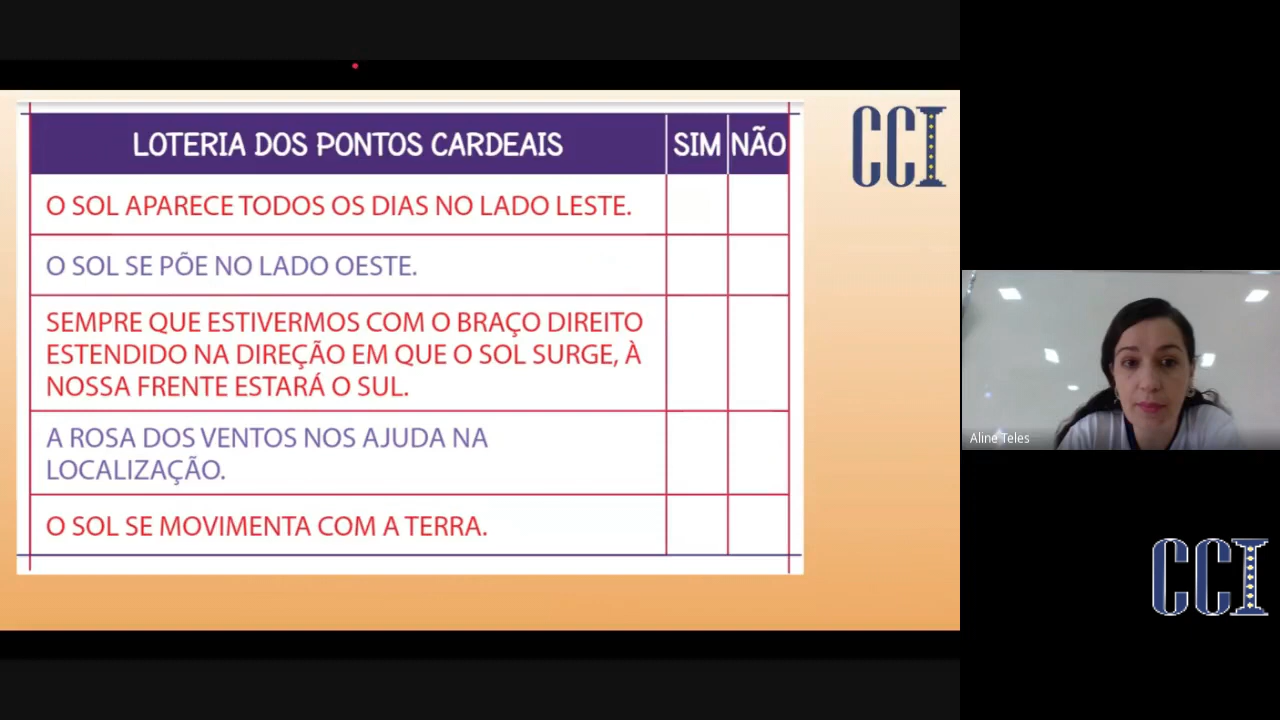 LOTERIA DOS PONTOS CARDEAIS SIM NÃO
O SOL APARECE TODOS OS DIAS NO LADO LESTE.
O SOL SE PÕE NO LADO OESTE.
SEMPRE QUE ESTIVERMOS COM O BRAÇO DIREITO
ESTENDIDO NA DIREÇÃO EM QUE O SOL SURGE, À
NOSSA FRENTE ESTARÁ O SUL.
A ROSA DOS VENTOS NOS AJUDA NA
LOCALIZAÇÃO.
O SOL SE MOVIMENTA COM A TERRA.
CCI
Aline Teles
CCI